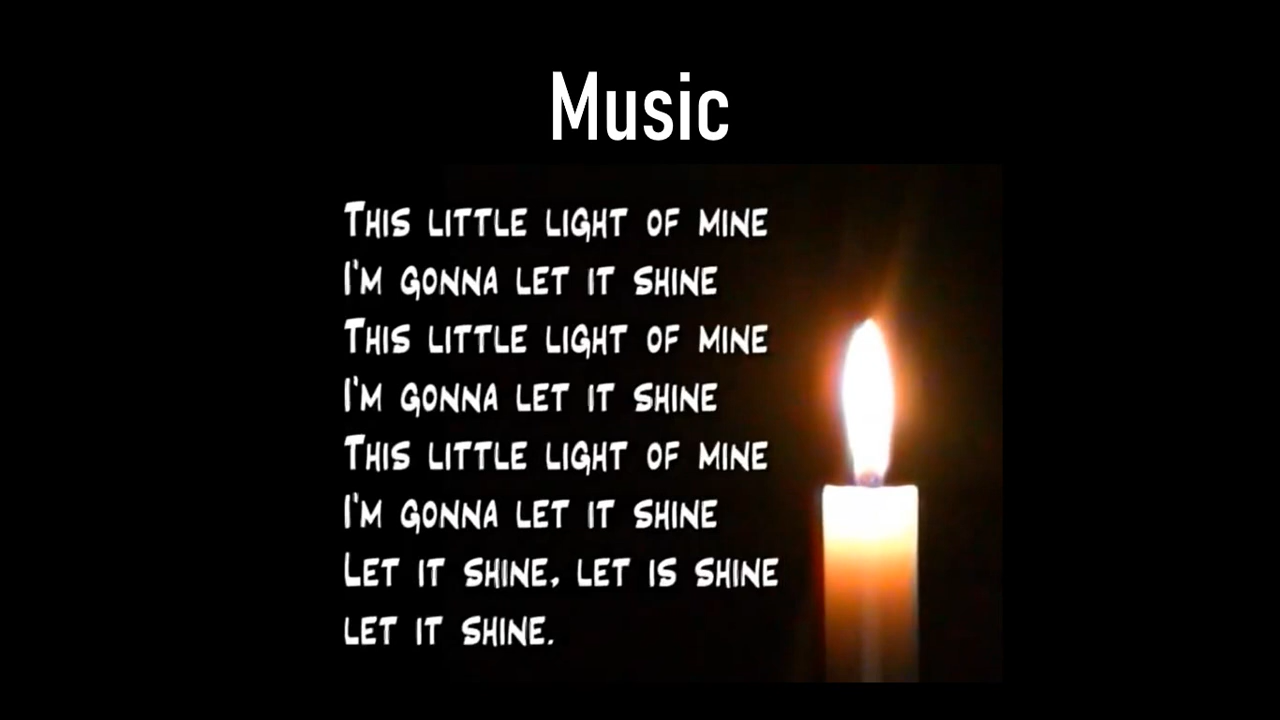 Music
This little light of mine
I'm gonna let it shine
This little light of mine
I'm gonna let it shine
This little light of mine
I'm gonna let it shine
Let it shine, let is shine
let it shine.